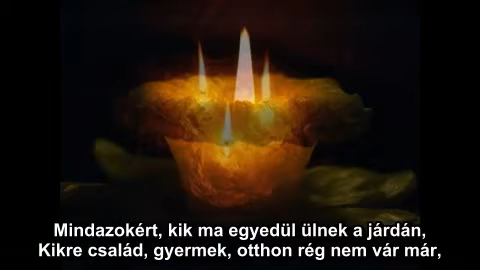 Mindazokért, kik ma egyedül ülnek a járdán,
Kikre család, gyermek, otthon rég nem vár már,